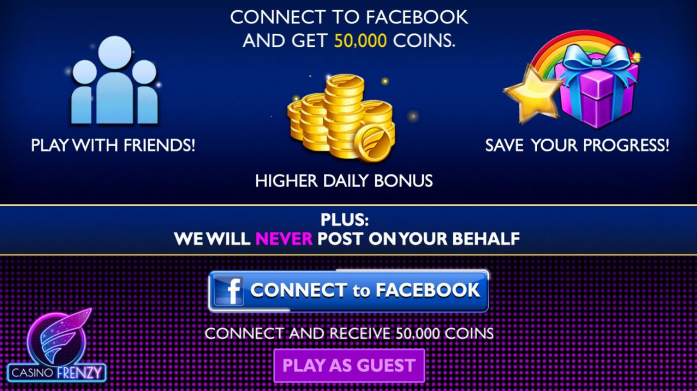 CONNECT TO FACEBOOK
AND GET 50,000 COINS.
PLAY WITH FRIENDS!
HIGHER DAILY BONUS
SAVE YOUR PROGRESS!
PLUS:
WE WILL NEVER POST ON YOUR BEHALF
f CONNECT to FACEBOOK
CONNECT AND RECEIVE 50,000 COINS
PLAY AS GUEST
CASINO FRENZY